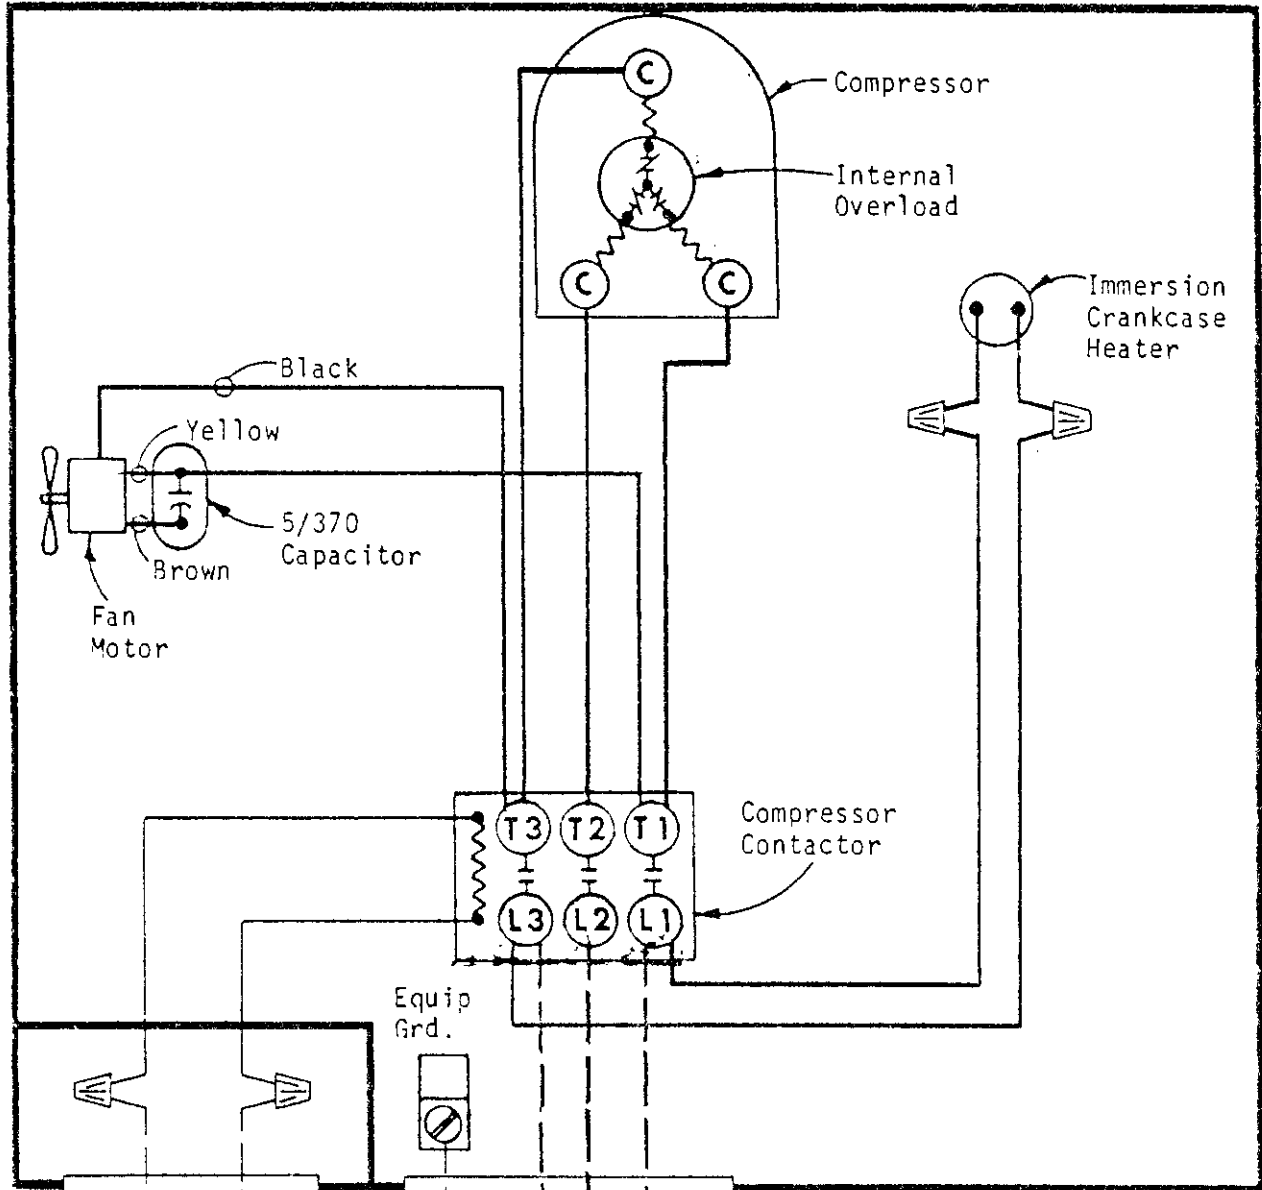 C
Compressor
Internal
Overload
C
C
Immersion
Crankcase
Heater
Black
Yellow
5/370
Capacitor
Brown
Fan
Motor
Compressor
Contactor
T3
T2
T1
L3
L2
L1
Equip
Grd.